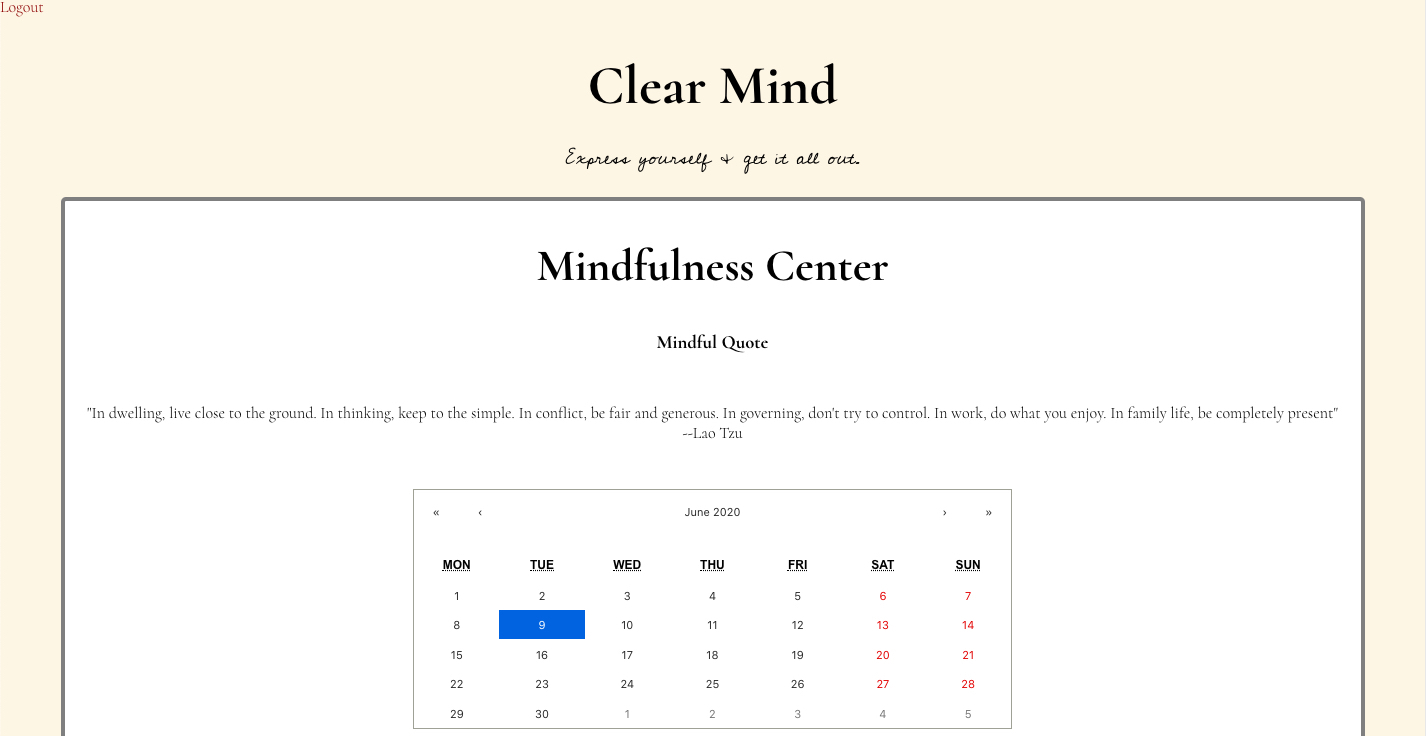 Logout
Clear Mind
Express yourself & get it all out.
Mindfulness Center
Mindful Quote
"In dwelling, live close to the ground. In thinking, keep to the simple. In conflict, be fair and generous. In governing, don't try to control. In work, do what you enjoy. In family life, be completely present"
--Lao Tzu
« ‹ June 2020 › »
MON TUE WED THU FRI SAT SUN
1 2 3 4 5 6 7
8 9 10 11 12 13 14
15 16 17 18 19 20 21
22 23 24 25 26 27 28
29 30 1 2 3 4 5